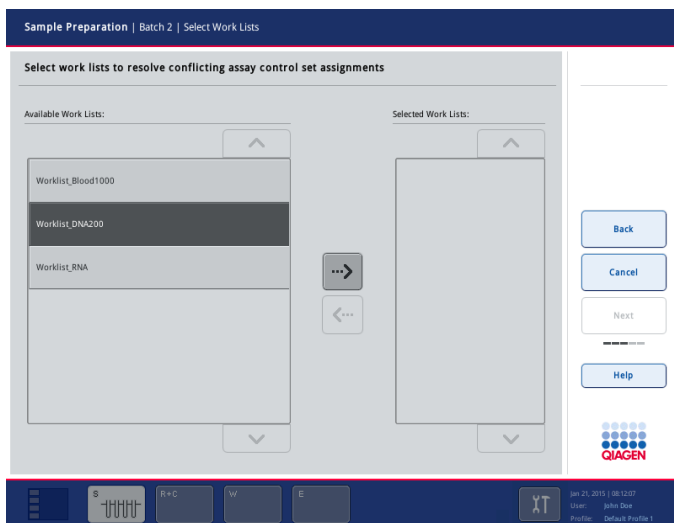 Sample Preparation | Batch 2 | Select Work Lists
Select work lists to resolve conflicting assay control set assignments
Available Work Lists:
Selected Work Lists:
Worklist_Blood1000
Worklist_DNA200
Worklist_RNA
Back
Cancel
Next
Help
QIAGEN
S
R+C
W
E
Jan 21, 2015 | 08:12:07
User: John Doe
Profile: Default Profile 1